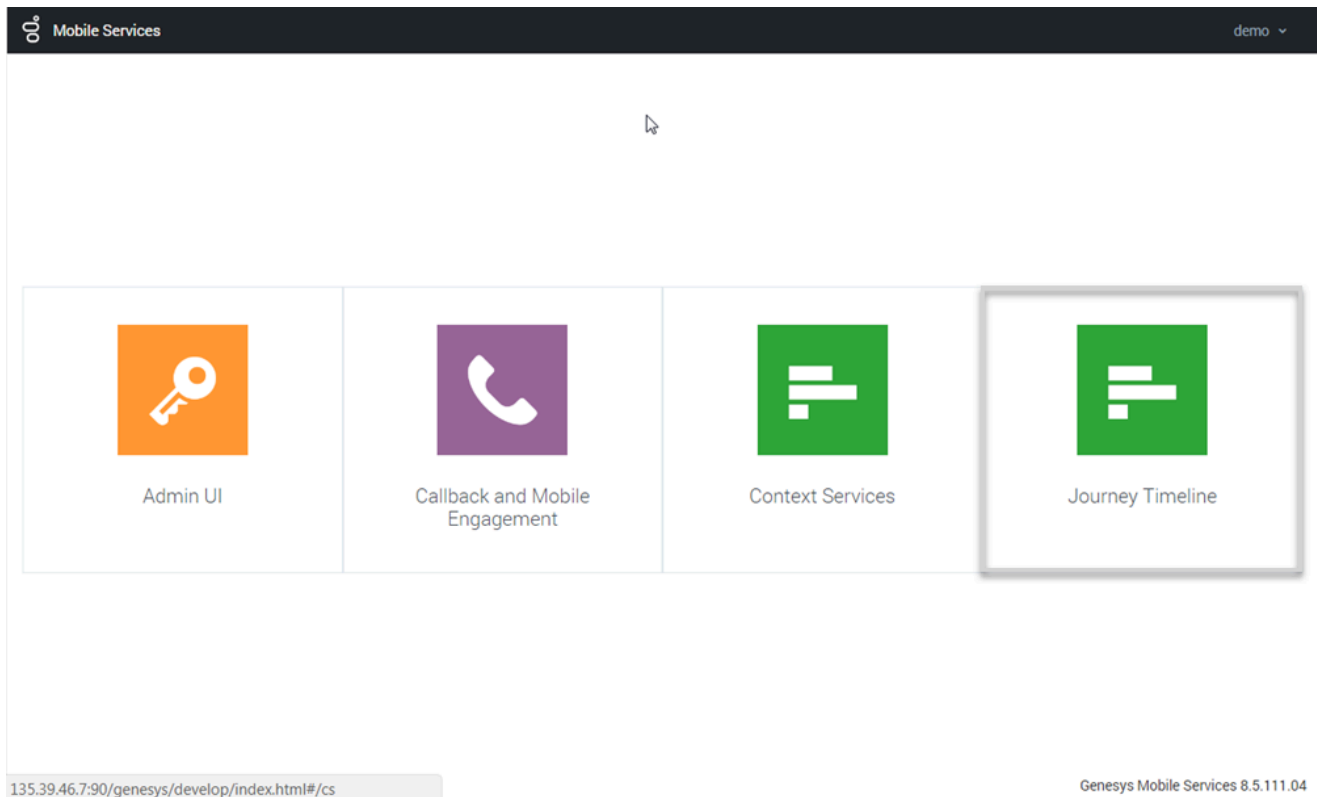 Mobile Services
demo
Admin UI
Callback and Mobile
Engagement
Context Services
Journey Timeline
135.39.46.7:90/genesys/develop/index.html#/cs
Genesys Mobile Services 8.5.111.04